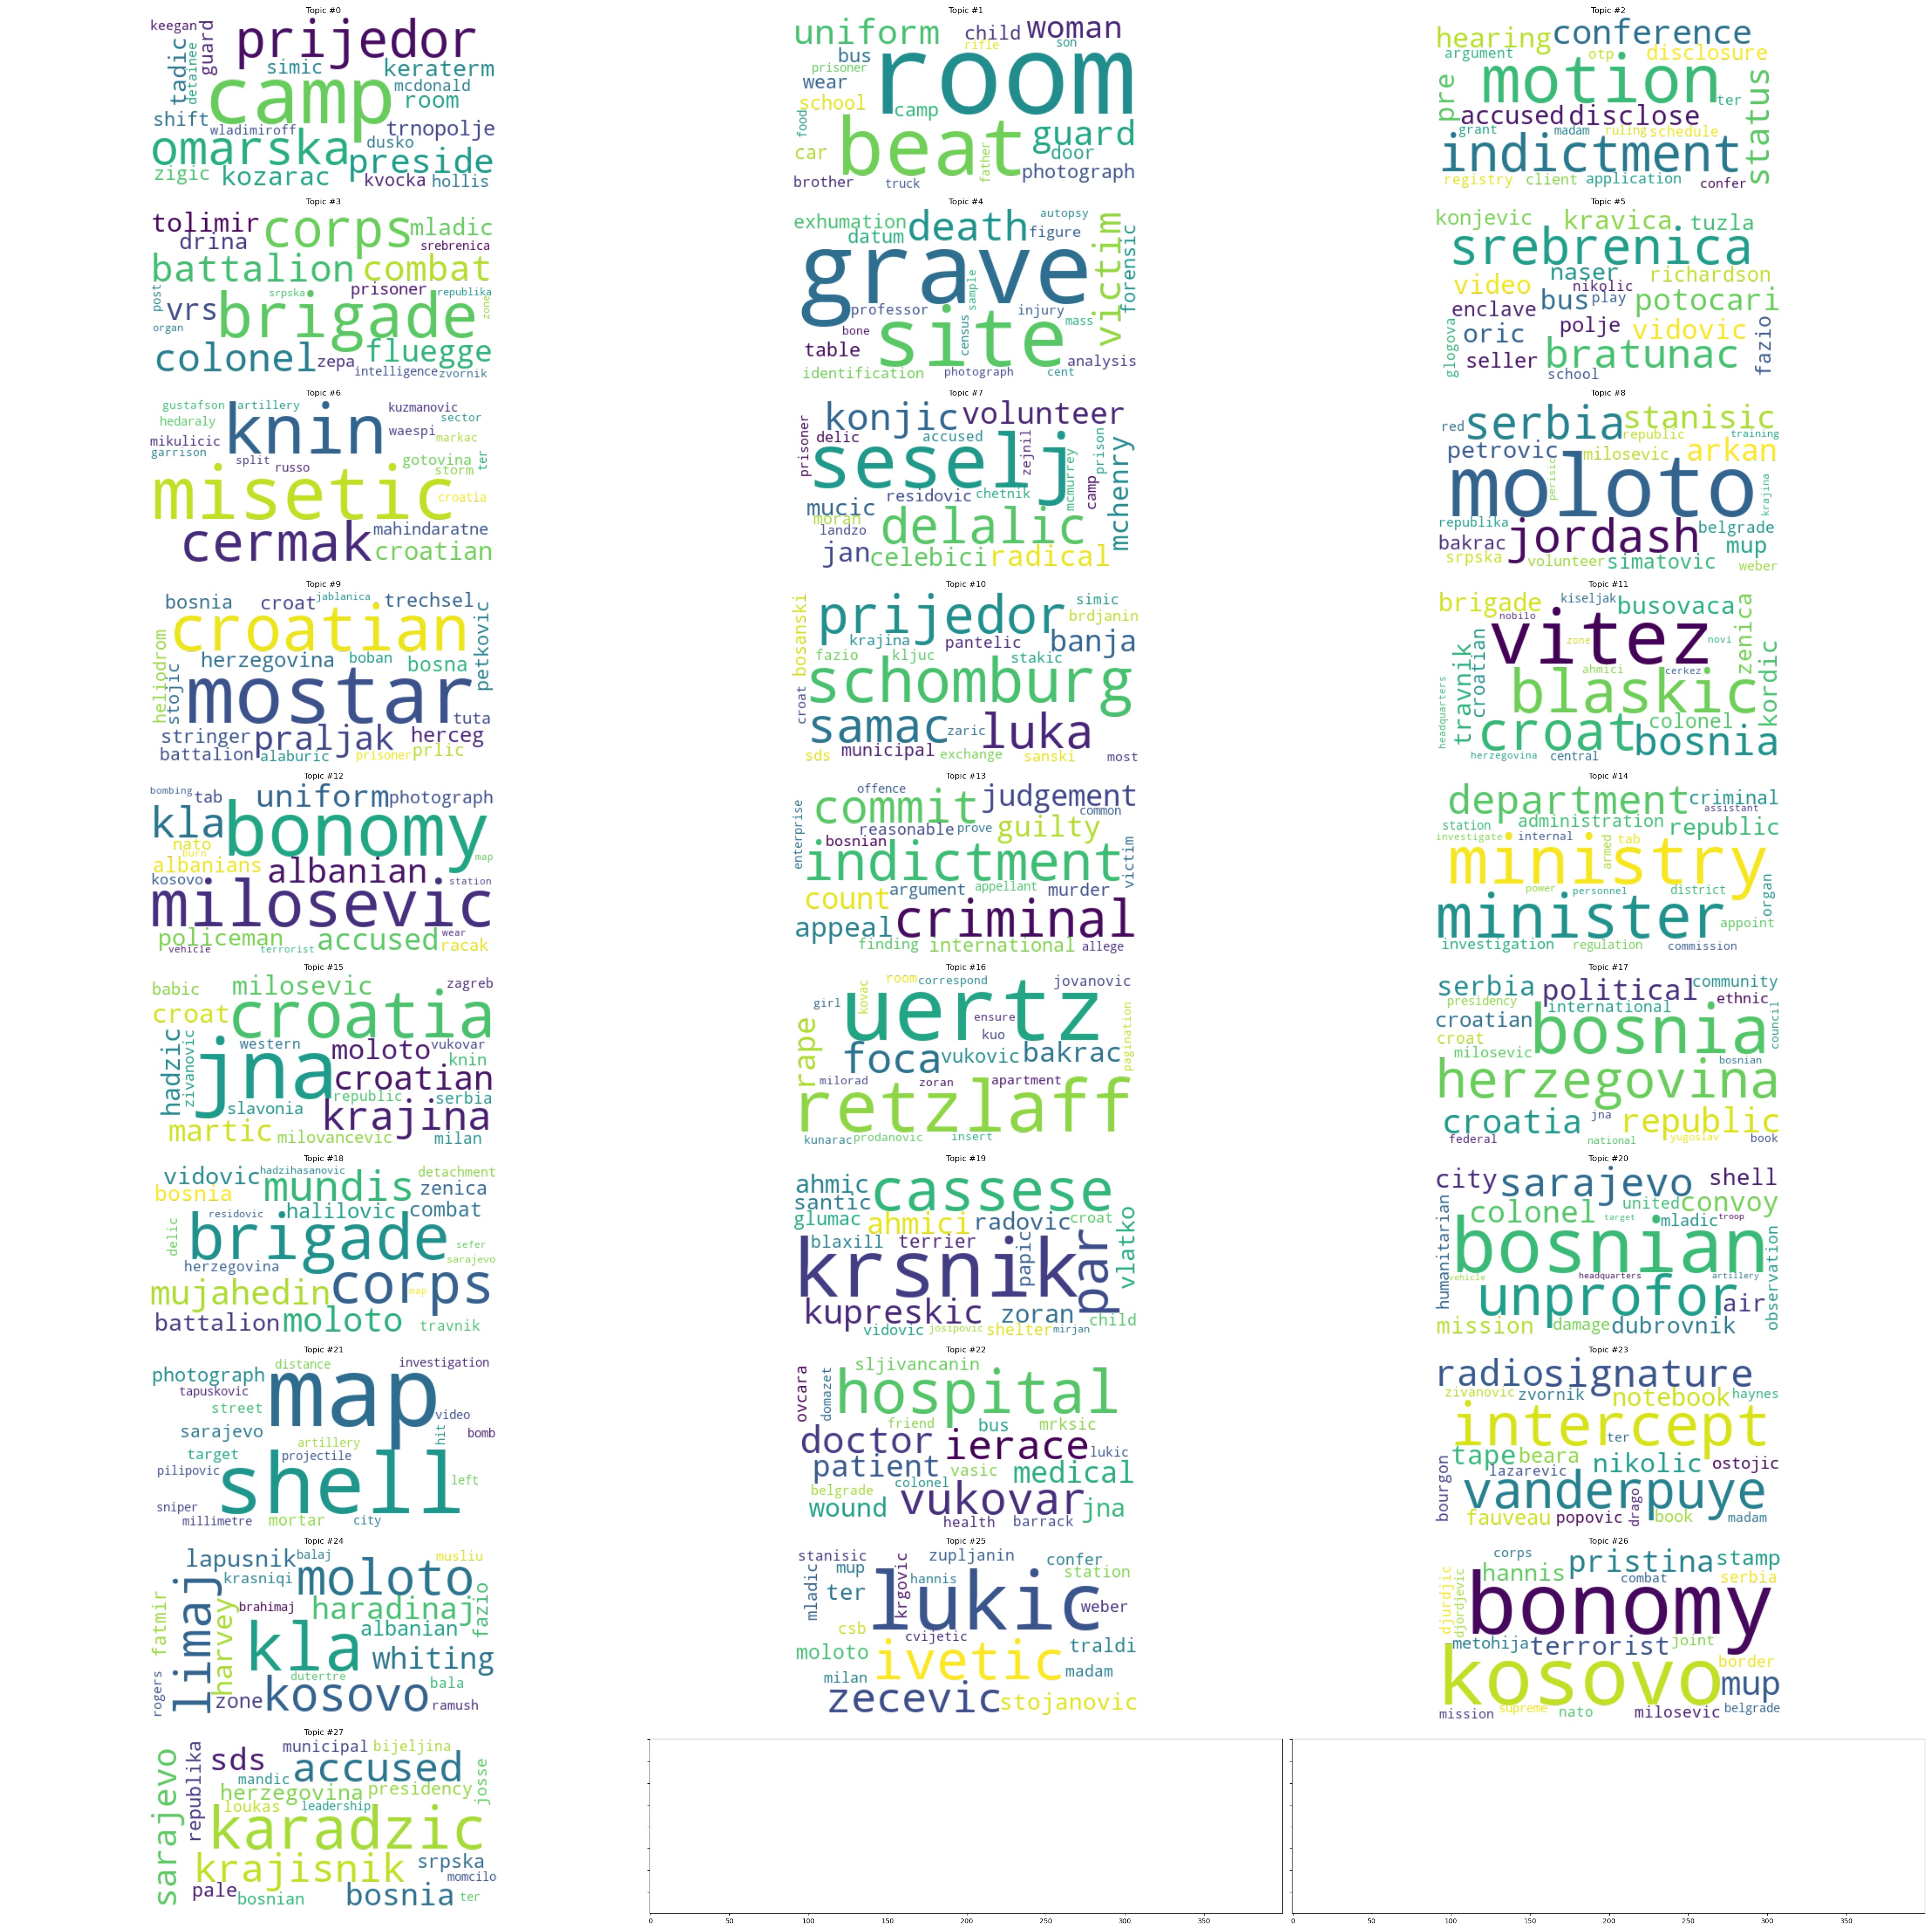 Topic #0
keegan prijedor
tadic detainee guard simic keraterm
camp mcdonald room
shift wladimiroff dusko trnopolje
omarska preside
zigic kozarac kvocka hollis
Topic #1
uniform child woman
bus rifle son
prisoner room
wear school camp
food beat guard
car father door
photograph
brother truck
Topic #2
hearing conference
argument otp disclosure
pre motion ter status
accused disclose
grant madam ruling schedule
indictment
registry client application confer
Topic #3
tolimir corps mladic
drina srebrenica
battalion combat
post srpska prisoner republika
vrs brigade zone
organ
colonel zepa fluegge
intelligence zvornik
Topic #4
exhumation death autopsy
datum figure victim forensic
grave sample
professor injury
bone census mass
table site analysis
identification photograph cent
Topic #5
konjevic kravica tuzla
srebrenica
naser richardson
video nikolic
enclave bus play potocari
glogova oric polje vidovic fazio
seller bratunac
school
Topic #6
gustafson artillery kuzmanovic
hedaraly knin sector
mikulicic waespi markac
garrison split russo gotovina ter
storm
misetic croatia
cermak mahindaratne
croatian
Topic #7
konjic volunteer
prisoner delic accused
seselj zejnil mcmurrey prison
residovic chetnik camp mchenry
mucic
moran delalic
landzo
jan celebici radical
Topic #8
red serbia stanisic
republic training
petrovic milosevic arkan
moloto perisic krajina
republika jordash belgrade
bakrac mup
srpska volunteer simatovic weber
Topic #9
bosnia croat jablanica trechsel
croatian petkovic
heliodrom herzegovina boban bosna
stojic mostar tuta
stringer praljak herceg
battalion alaburic prisoner prlic
Topic #10
bosanski prijedor simic
brdjanin
krajina pantelic banja
fazio kljuc stakic
croat schomburg
samac zaric luka
municipal
sds exchange sanski most
Topic #11
brigade kiseljak busovaca
nobilo vitez zenica
zone novi
travnik croatian ahmici cerkez
headquarters blaskic kordic
croat colonel bosnia
herzegovina central
Topic #12
bombing tab uniform photograph
kla bonomy
nato burn map
albanians albanian
kosovo station
milosevic
policeman accused wear
vehicle terrorist racak
Topic #13
offence
commit judgement
common
enterprise reasonable prove guilty
bosnian victim
indictment
count argument appellant murder
appeal criminal
finding international allege
Topic #14
department criminal
assistant
station administration republic
investigate internal armed tab
ministry
power personnel district organ
minister appoint
investigation regulation commission
Topic #15
babic milosevic zagreb
croat croatia
hadzic western moloto vukovar
zivanovic jna knin
croatian
republic serbia
slavonia krajina
martic milovancevic milan
Topic #16
room correspond jovanovic
girl kovac uertz
ensure
rape kuo pagination
foca vukovic bakrac
milorad zoran apartment
retzlaff
kunarac prodanovic insert
Topic #17
serbia political community
presidency international ethnic
croatian bosnia council
croat
milosevic bosnian
herzegovina
croatia jna republic
federal national yugoslav book
Topic #18
vidovic hadzihasanovic detachment
bosnia mundis zenica
residovic halilovic combat
delic brigade sefer
herzegovina sarajevo
mujahedin corps map
battalion moloto travnik
Topic #19
ahmic cassese
santic
glumac ahmici radovic croat vlatko
blaxill terrier
krsnik papic par
kupreskic zoran child
vidovic josipovic shelter mirjan
Topic #20
city sarajevo shell
colonel united convoy
humanitarian target mladic troop observation
bosnian
vehicle headquarters artillery
unprofor air
mission damage dubrovnik
Topic #21
distance investigation
photograph map
tapuskovic
street video
sarajevo hit bomb
artillery
target projectile
pilipovic shell left
sniper
millimetre mortar city
Topic #22
sljivancanin
ovcara domazet hospital
friend bus mrksic
doctor ierace lukic
patient vasic medical
belgrade colonel
wound vukovar jna
health barrack
Topic #23
radio signature
zivanovic zvornik notebook haynes
intercept
ter
tape beara nikolic ostojic
bourgon lazarevic
vanderpuye
fauveau popovic drago book madam
Topic #24
lapusnik balaj musliu
krasniqi moloto
fatmir limaj harvey brahimaj haradinaj fazio
kla albanian
whiting
dutertre bala
rogers zone kosovo ramush
Topic #25
stanisic zupljanin confer
mup krgovic hannis station
mladic ter lukic weber
csb cvijetic
moloto ivetic traldi
milan madam
zecevic stojanovic
Topic #26
corps pristina stamp
hannis combat serbia
djurdjic djordjevic bonomy
metohija terrorist joint
kosovo border
mup
mission supreme nato milosevic belgrade
Topic #27
sarajevo republika municipal bijeljina
sds accused josse
mandic
herzegovina presidency
loukas leadership
karadzic
krajisnik srpska
momcilo
pale bosnian bosnia ter
0 50 100 150 200 250 300 350
0 50 100 150 200 250 300 350